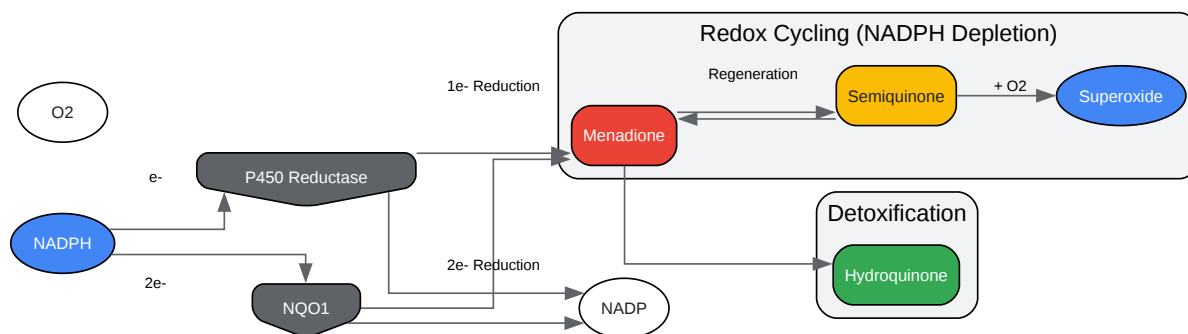 Redox Cycling (NADPH Depletion)
1e- Reduction
Regeneration
Semiquinone
+ O2
Superoxide
O2
Menadione
e-
P450 Reductase
Detoxification
NADPH
2e- Reduction
Hydroquinone
2e-
NQO1
NADP